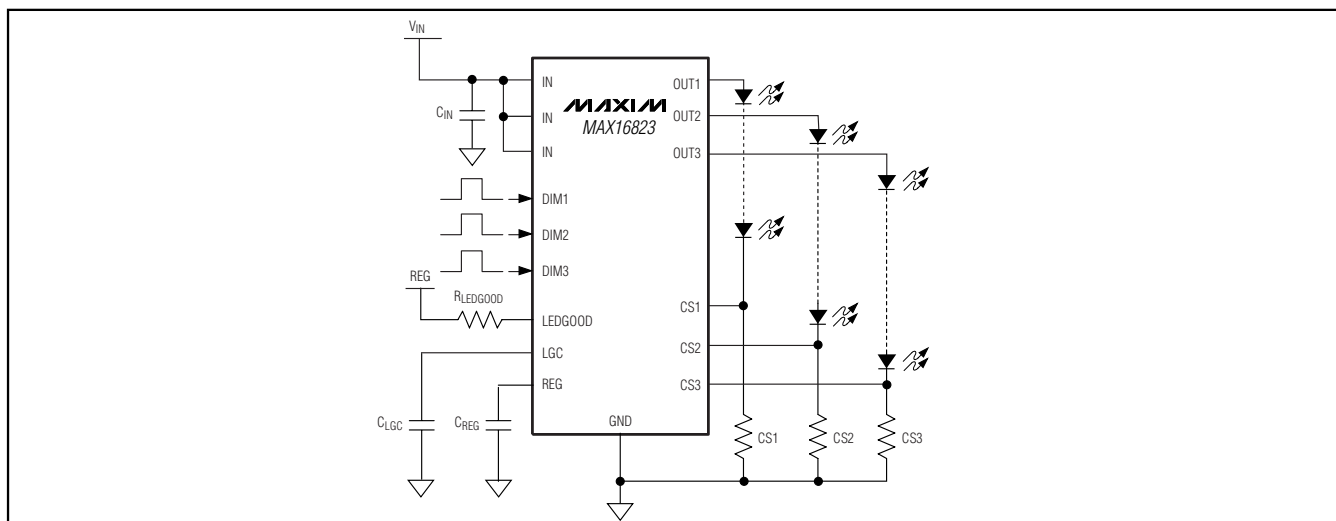 VIN
CIN
IN
IN
IN
DIM1
DIM2
DIM3
REG
RLEDGOOD
LEDGOOD
LGC
REG
CLGC
CREG
GND
MAXIM
MAX16823
OUT1
OUT2
OUT3
CS1
CS2
CS3
CS1
CS2
CS3